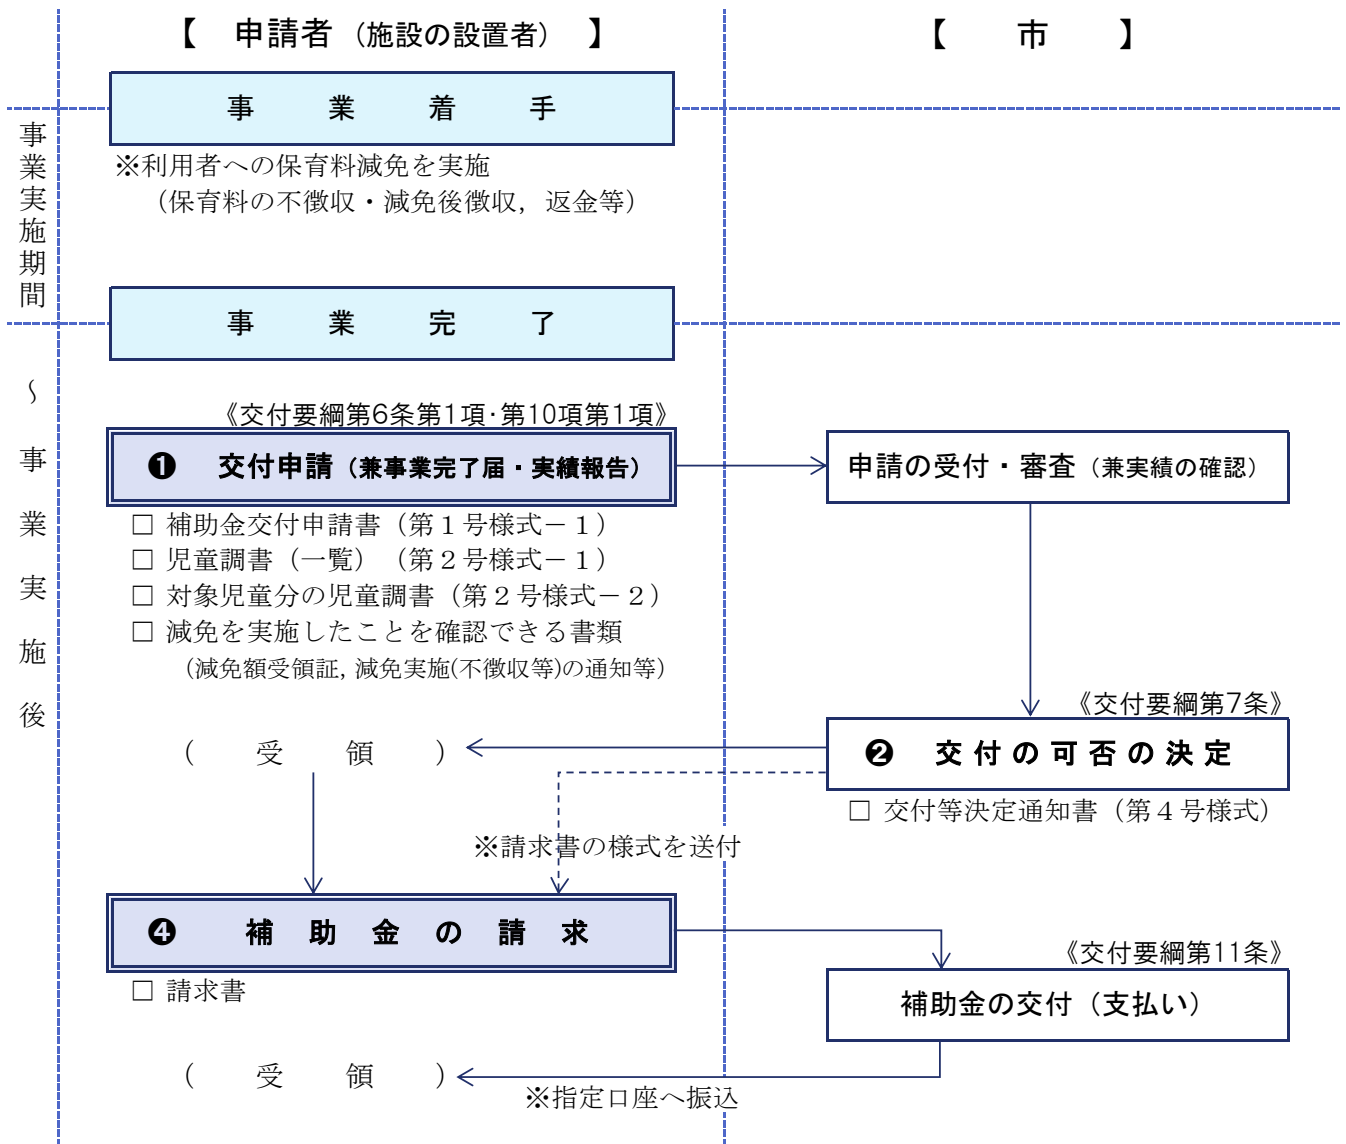 【 申請者（施設の設置者） 】
【 市 】
事業実施期間
事業着手
※利用者への保育料減免を実施
（保育料の不徴収・減免後徴収，返金等）
事業完了
～事業実施後
《交付要綱第6条第1項･第10項第1項》
❶ 交付申請（兼事業完了届・実績報告）
申請の受付・審査（兼実績の確認）
□ 補助金交付申請書（第１号様式－１）
□ 児童調書（一覧）（第２号様式－１）
□ 対象児童分の児童調書（第２号様式－２）
□ 減免を実施したことを確認できる書類
（減免額受領証，減免実施(不徴収等)の通知等）
《交付要綱第7条》
❷ 交付の可否の決定
（ 受 領 ）
□ 交付等決定通知書（第４号様式）
※請求書の様式を送付
❹ 補助金の請求
□ 請求書
《交付要綱第11条》
補助金の交付（支払い）
（ 受 領 ）
※指定口座へ振込